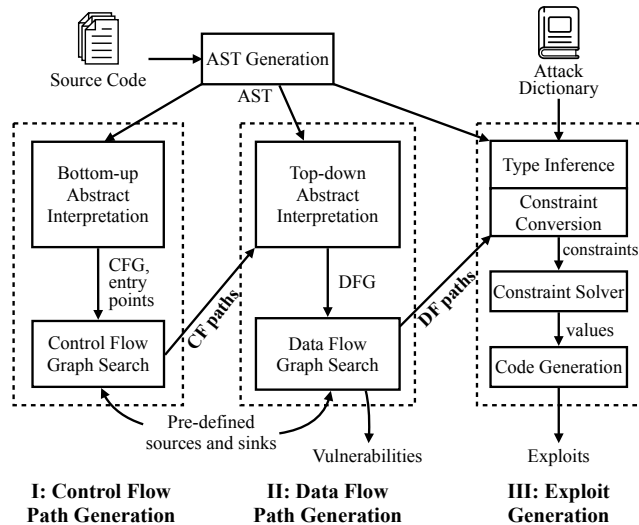 Source Code
AST Generation
Attack
Dictionary
AST
Bottom-up
Abstract
Interpretation
CFG,
entry
points
Control Flow
Graph Search
CF paths
Top-down
Abstract
Interpretation
DFG
Data Flow
Graph Search
DF paths
Type Inference
Constraint
Conversion
constraints
Constraint Solver
values
Code Generation
Pre-defined
sources and sinks
Vulnerabilities
Exploits
I: Control Flow
Path Generation
II: Data Flow
Path Generation
III: Exploit
Generation